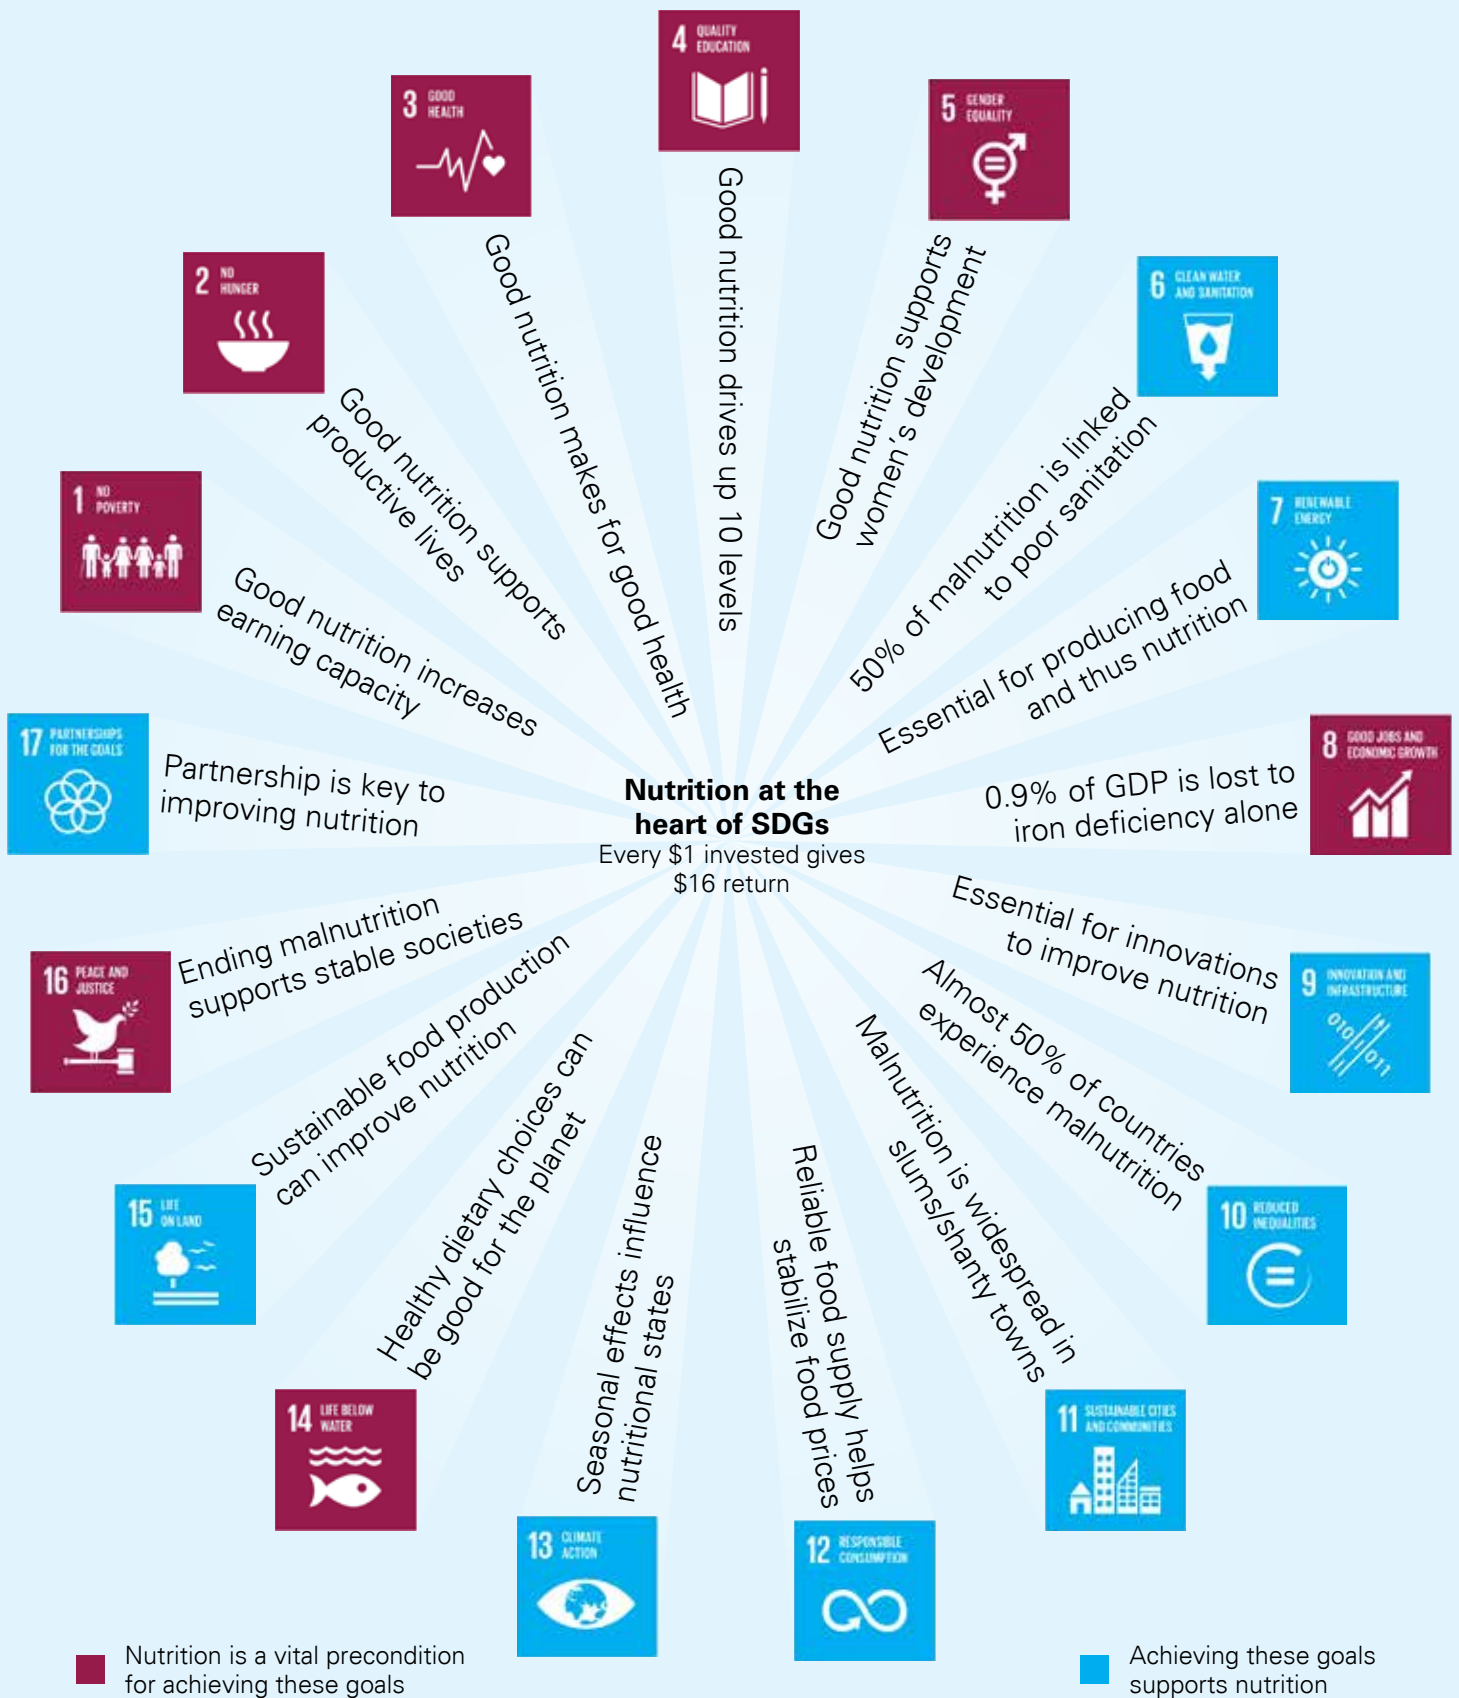 4 QUALITY
EDUCATION
Good nutrition drives up 10 levels
5 GENDER
EQUALITY
Good nutrition supports
women's development
6 CLEAN WATER
AND SANITATION
50% of malnutrition is linked
to poor sanitation
7 RENEWABLE
ENERGY
Essential for producing food
and thus nutrition
8 GOOD JOBS AND
ECONOMIC GROWTH
0.9% of GDP is lost to
iron deficiency alone
9 INNOVATION AND
INFRASTRUCTURE
010 1 011
Essential for innovations
to improve nutrition
10 REDUCED
INEQUALITIES
Almost 50% of countries
experience malnutrition
11 SUSTAINABLE CITIES
AND COMMUNITIES
Malnutrition is widespread in
slums/shanty towns
12 RESPONSIBLE
CONSUMPTION
Reliable food supply helps
stabilize food prices
13 CLIMATE
ACTION
Seasonal effects influence
nutritional states
14 LIFE BELOW
WATER
Healthy dietary choices can
be good for the planet
15 LIFE
ON LAND
Sustainable food production
can improve nutrition
16 PEACE AND
JUSTICE
Ending malnutrition
supports stable societies
17 PARTNERSHIPS
FOR THE GOALS
Partnership is key to
improving nutrition
1 NO
POVERTY
Good nutrition increases
earning capacity
2 NO
HUNGER
Good nutrition supports
productive lives
3 GOOD
HEALTH
Good nutrition makes for good health
Nutrition at the
heart of SDGs
Every $1 invested gives
$16 return
Nutrition is a vital precondition
for achieving these goals
Achieving these goals
supports nutrition